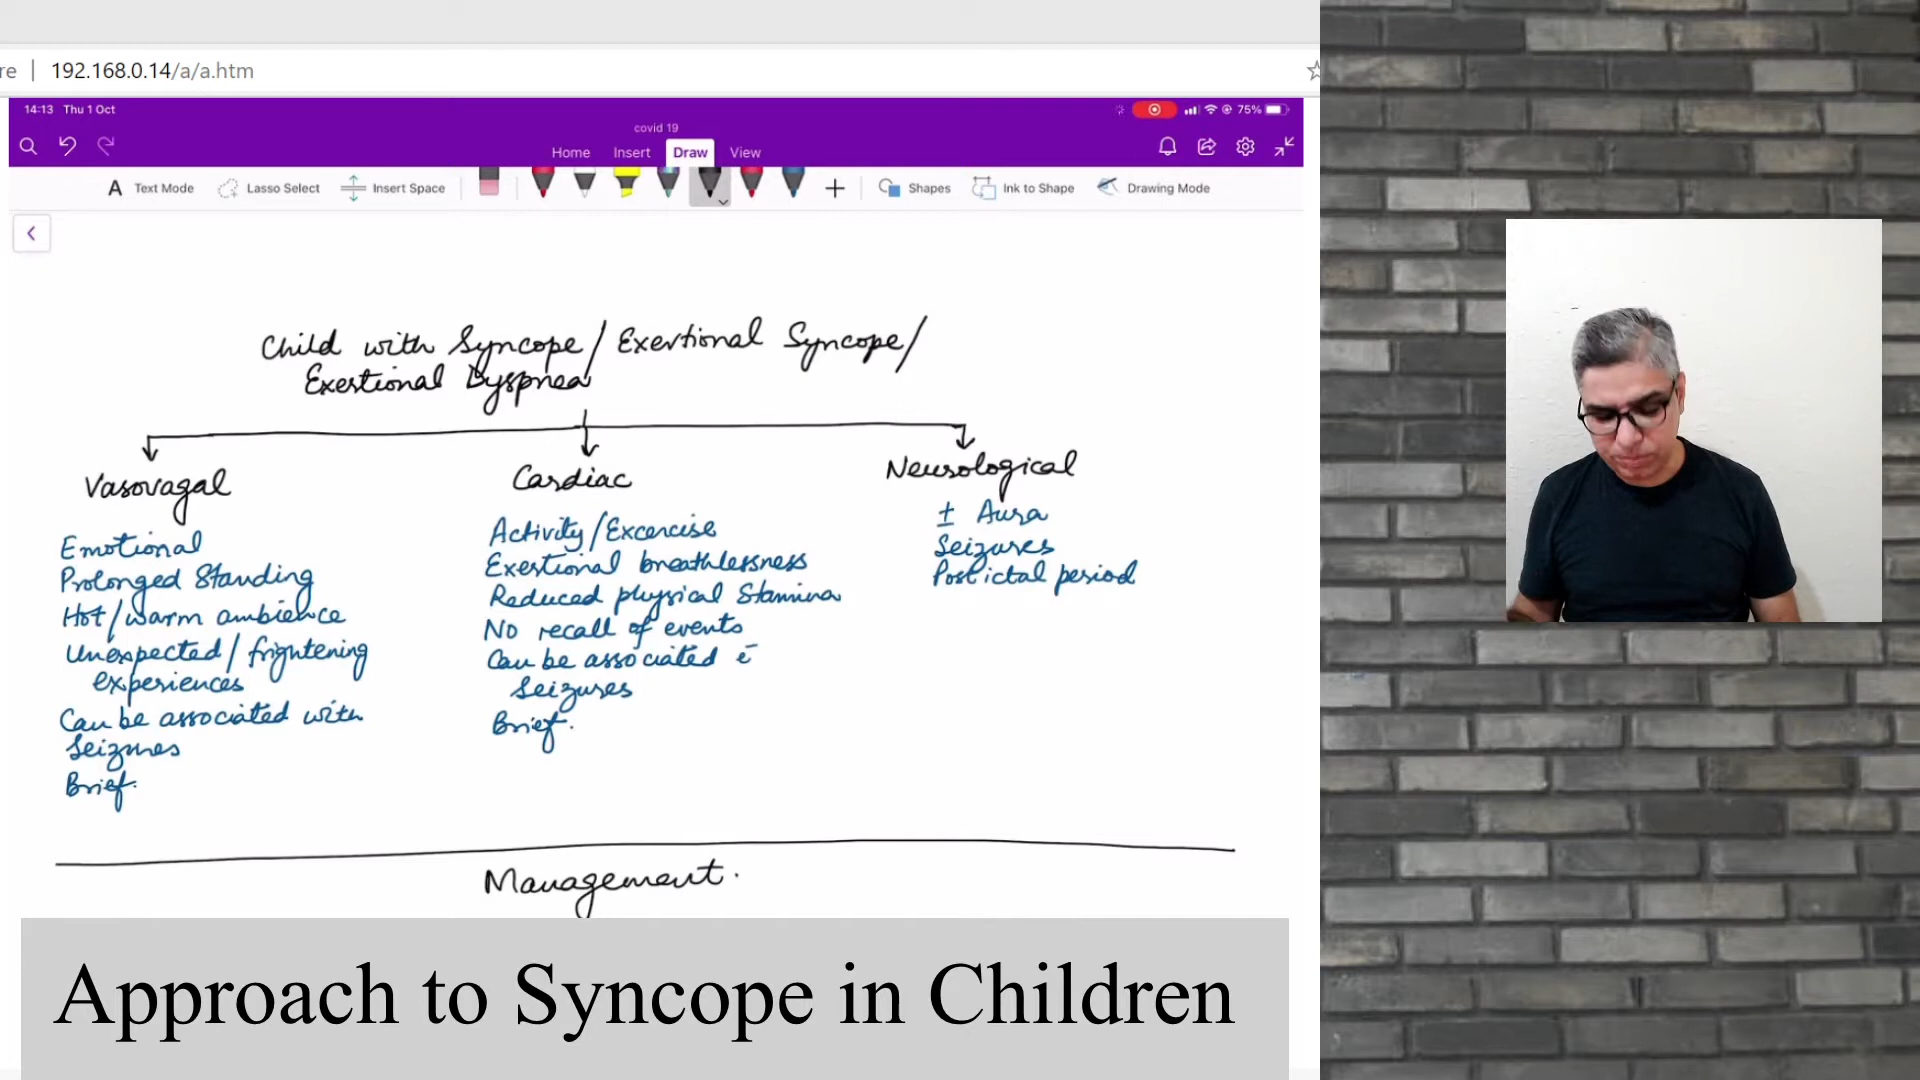 re | 192.168.0.14/a/a.htm
14:13 Thu 1 Oct
75%
covid 19
Home Insert Draw View
Text Mode Lasso Select Insert Space Shapes Ink to Shape Drawing Mode
Child with Syncope/Exertional Syncope/
Exertional Dyspnea
Vasovagal
Emotional
Prolonged Standing
Hot/warm ambience
Unexpected/frightening
experiences
Can be associated with
Seizures
Brief.
Cardiac
Activity/Excercise
Exertional breathlessness
Reduced physical Stamina
No recall of events
Can be associated c̄
Seizures
Brief.
Neurological
± Aura
Seizures
Post ictal period
Management.
Approach to Syncope in Children